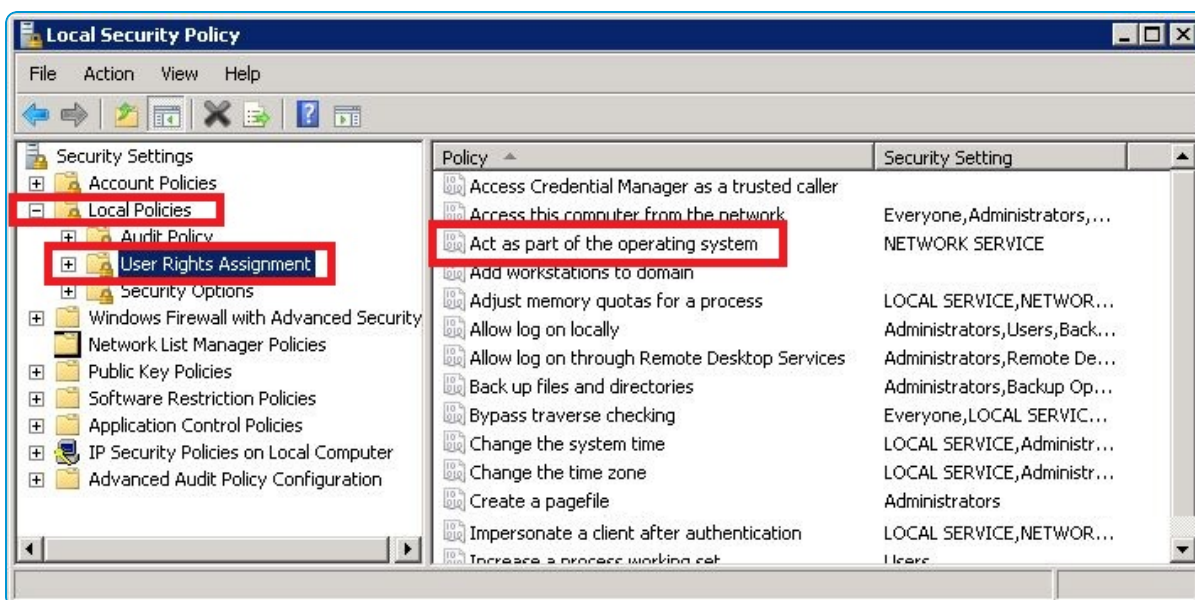 Local Security Policy
File Action View Help
Security Settings
Account Policies
Local Policies
Audit Policy
User Rights Assignment
Security Options
Windows Firewall with Advanced Security
Network List Manager Policies
Public Key Policies
Software Restriction Policies
Application Control Policies
IP Security Policies on Local Computer
Advanced Audit Policy Configuration
Policy Security Setting
Access Credential Manager as a trusted caller
Access this computer from the network Everyone,Administrators,...
Act as part of the operating system NETWORK SERVICE
Add workstations to domain
Adjust memory quotas for a process LOCAL SERVICE,NETWOR...
Allow log on locally Administrators,Users,Back...
Allow log on through Remote Desktop Services Administrators,Remote De...
Back up files and directories Administrators,Backup Op...
Bypass traverse checking Everyone,LOCAL SERVIC...
Change the system time LOCAL SERVICE,Administr...
Change the time zone LOCAL SERVICE,Administr...
Create a pagefile Administrators
Impersonate a client after authentication LOCAL SERVICE,NETWOR...
Increase a process working set Users